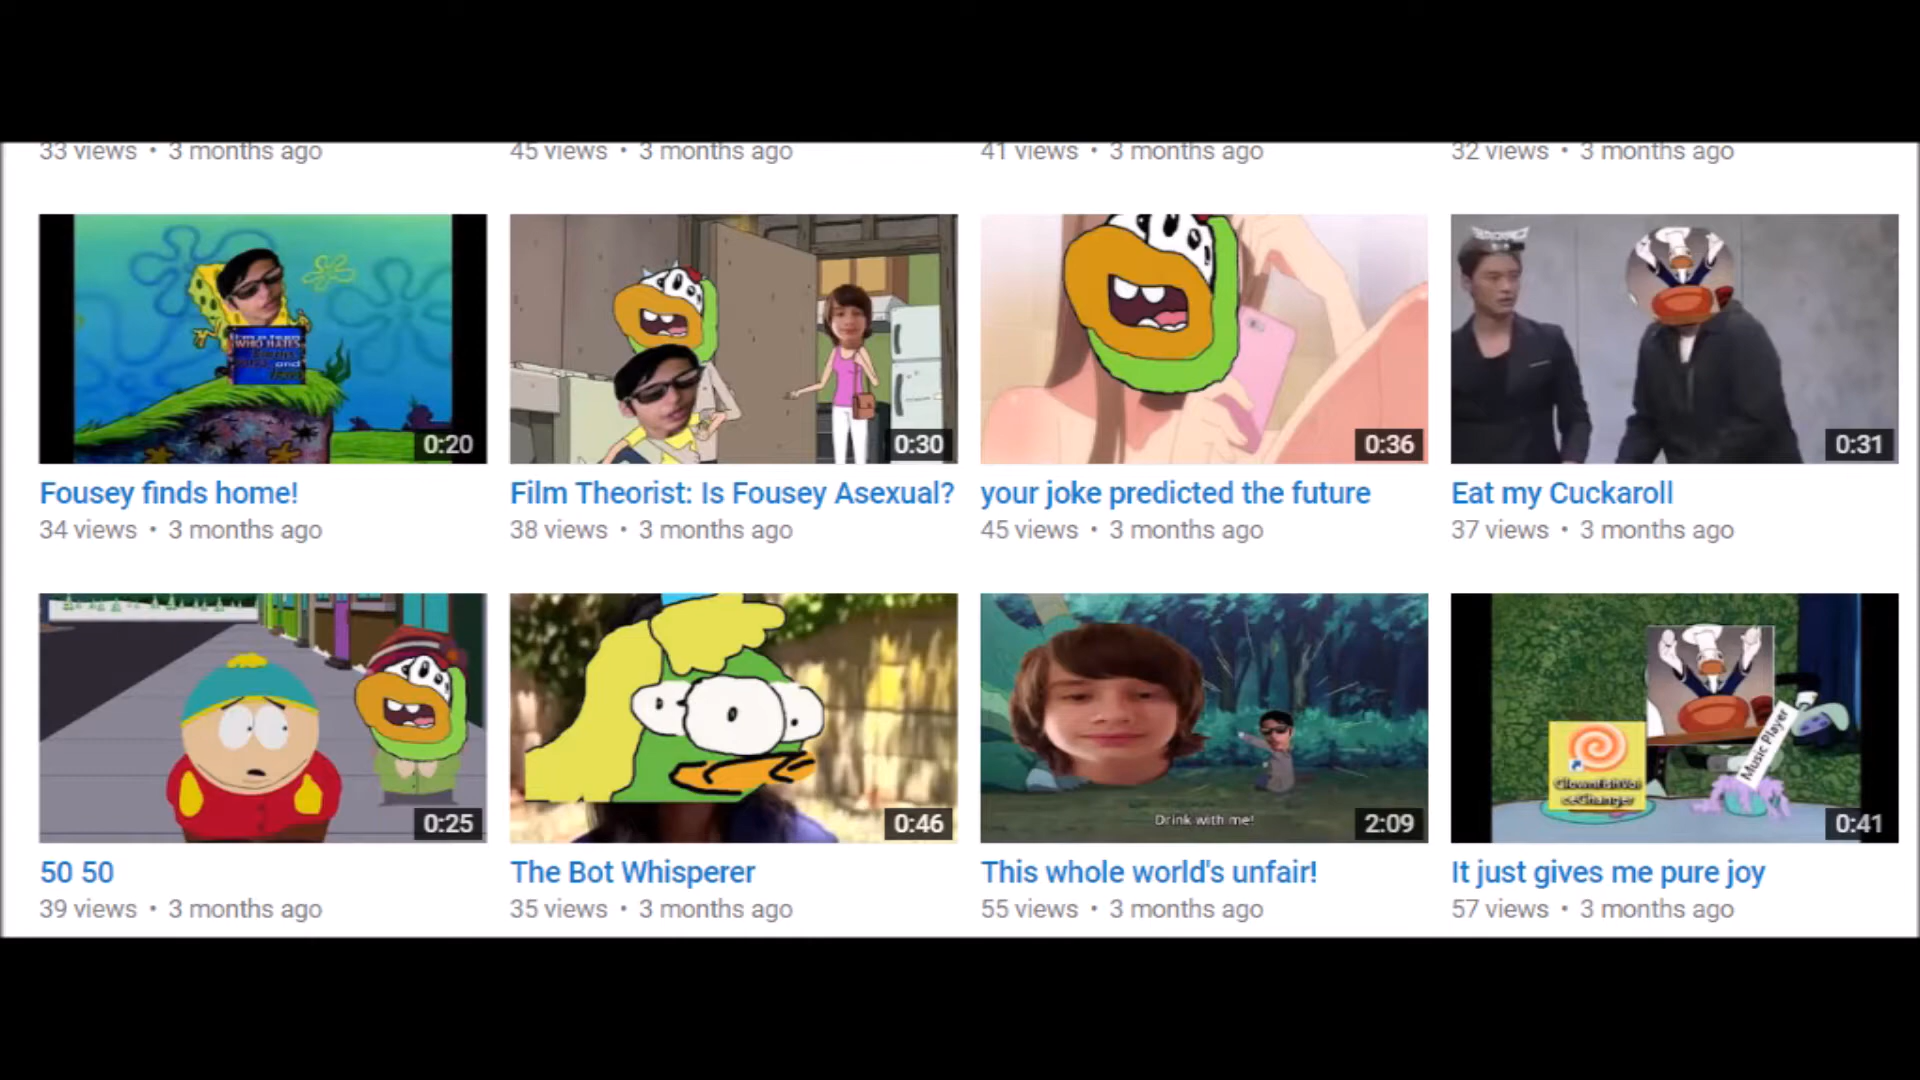 33 views • 3 months ago
45 views • 3 months ago
41 views • 3 months ago
32 views • 3 months ago
WHO HATES
and
0:20
0:30
0:36
0:31
Fousey finds home!
Film Theorist: Is Fousey Asexual?
your joke predicted the future
Eat my Cuckaroll
34 views • 3 months ago
38 views • 3 months ago
45 views • 3 months ago
37 views • 3 months ago
Music Player
ClownfishVoi
ceChanger
Drink with me!
0:25
0:46
2:09
0:41
50 50
The Bot Whisperer
This whole world's unfair!
It just gives me pure joy
39 views • 3 months ago
35 views • 3 months ago
55 views • 3 months ago
57 views • 3 months ago